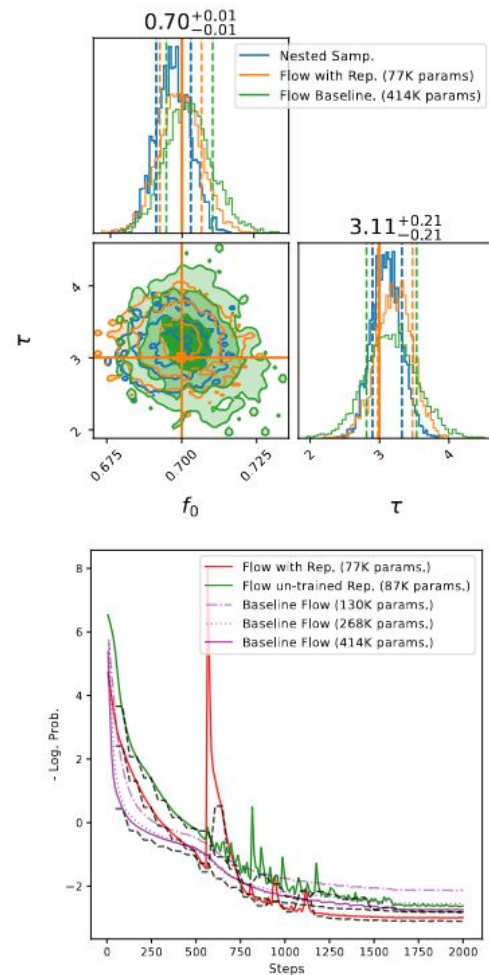 0.70+0.01−0.01
Nested Samp.
Flow with Rep. (77K params)
Flow Baseline. (414K params)
3.11+0.21−0.21
τ
4
3
2
0.675
0.700
0.725
f0
2
3
4
τ
Flow with Rep. (77K params.)
Flow un-trained Rep. (87K params.)
Baseline Flow (130K params.)
Baseline Flow (268K params.)
Baseline Flow (414K params.)
- Log. Prob.
8
6
4
2
0
−2
0
250
500
750
1000
1250
1500
1750
2000
Steps